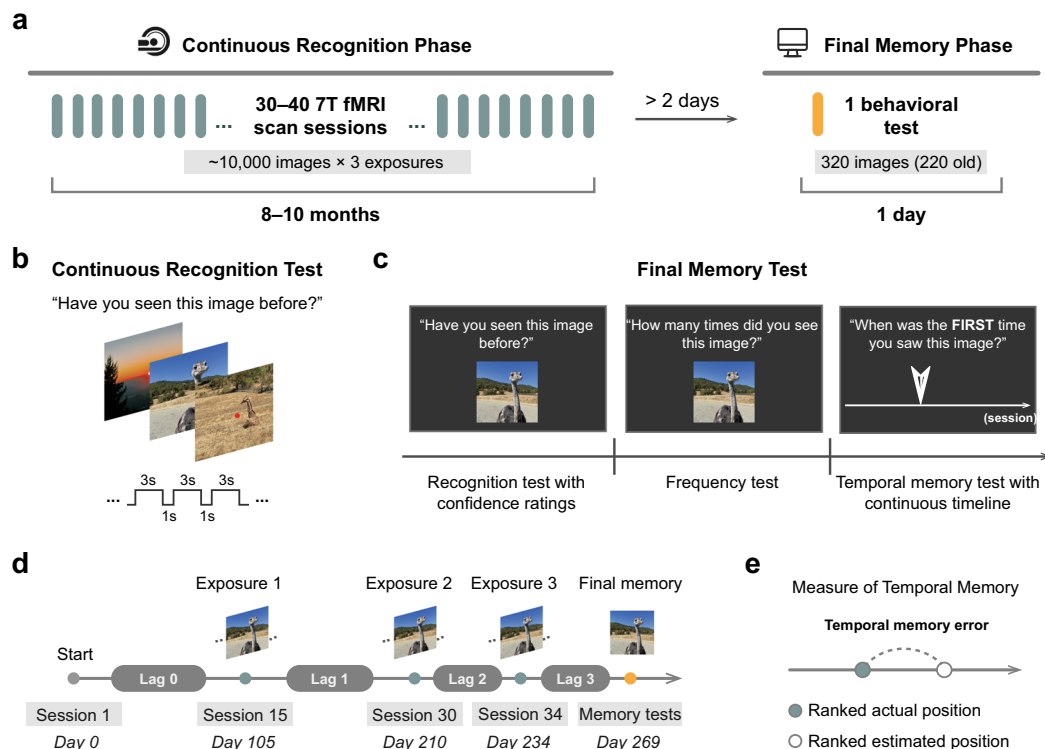 a
Continuous Recognition Phase
Final Memory Phase
30–40 7T fMRI
scan sessions
...
...
> 2 days
1 behavioral
test
~10,000 images × 3 exposures
320 images (220 old)
8–10 months
1 day
b
Continuous Recognition Test
“Have you seen this image before?”
3s 3s 3s
... ...
1s 1s
c
Final Memory Test
“Have you seen this image
before?”
“How many times did you see
this image?”
“When was the FIRST time
you saw this image?”
(session)
Recognition test with
confidence ratings
Frequency test
Temporal memory test with
continuous timeline
d
Exposure 1
Exposure 2
Exposure 3
Final memory
Start
Lag 0
Lag 1
Lag 2
Lag 3
Session 1
Session 15
Session 30
Session 34
Memory tests
Day 0
Day 105
Day 210
Day 234
Day 269
e
Measure of Temporal Memory
Temporal memory error
Ranked actual position
Ranked estimated position